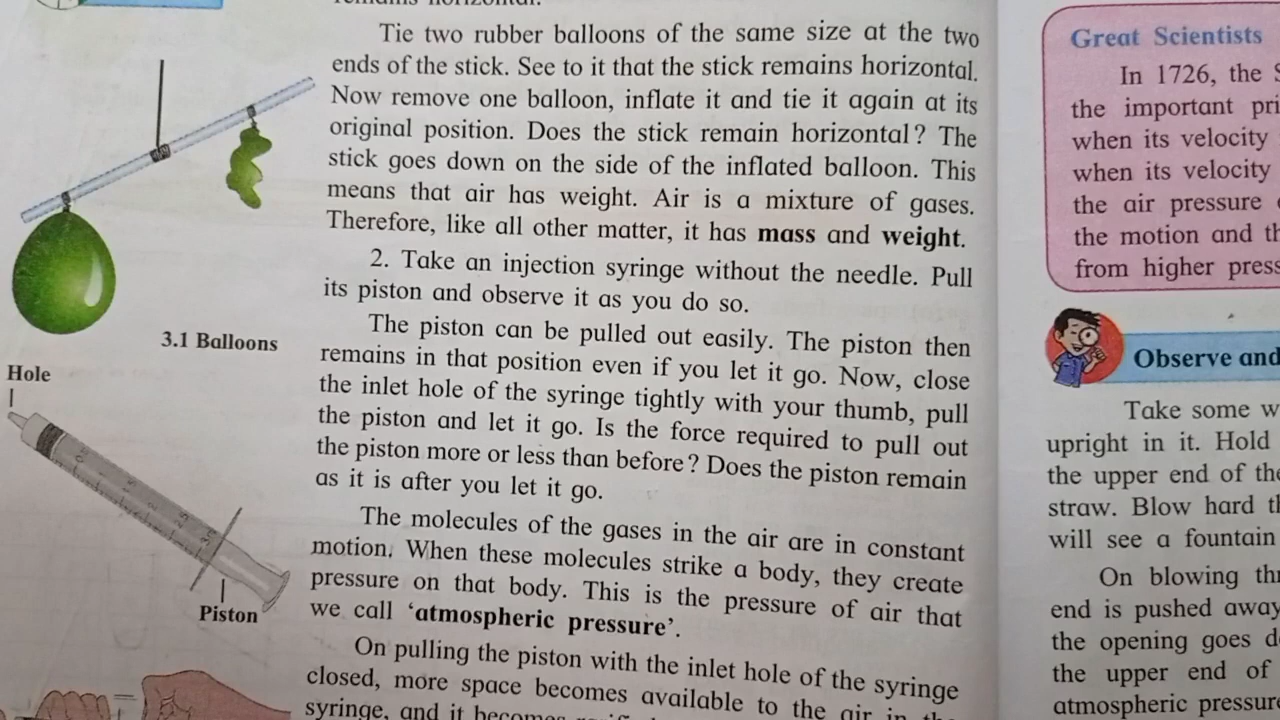 Tie two rubber balloons of the same size at the two
ends of the stick. See to it that the stick remains horizontal.
Now remove one balloon, inflate it and tie it again at its
original position. Does the stick remain horizontal? The
stick goes down on the side of the inflated balloon. This
means that air has weight. Air is a mixture of gases.
Therefore, like all other matter, it has mass and weight.
2. Take an injection syringe without the needle. Pull
its piston and observe it as you do so.
3.1 Balloons
The piston can be pulled out easily. The piston then
remains in that position even if you let it go. Now, close
the inlet hole of the syringe tightly with your thumb, pull
the piston and let it go. Is the force required to pull out
the piston more or less than before? Does the piston remain
as it is after you let it go.
Hole
Piston
The molecules of the gases in the air are in constant
motion. When these molecules strike a body, they create
pressure on that body. This is the pressure of air that
we call ‘atmospheric pressure’.
On pulling the piston with the inlet hole of the syringe
closed, more space becomes available to the air in the
syringe, and it becomes
Great Scientists
In 1726, the
the important
when its velocity
when its velocity
the air pressure
the motion and
from higher
Observe and
Take some
upright in it. Hold
the upper end of the
straw. Blow hard
will see a fountain
On blowing
end is pushed away
the opening goes
the upper end of
atmospheric